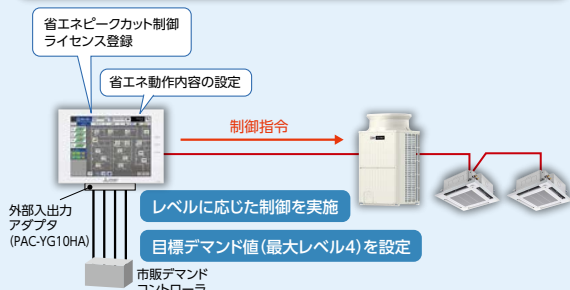 省エネピークカット制御
ライセンス登録
省エネ動作内容の設定
制御指令
外部入出力
アダプタ
(PAC-YG10HA)
レベルに応じた制御を実施
目標デマンド値(最大レベル4)を設定
市販デマンド
コントローラ